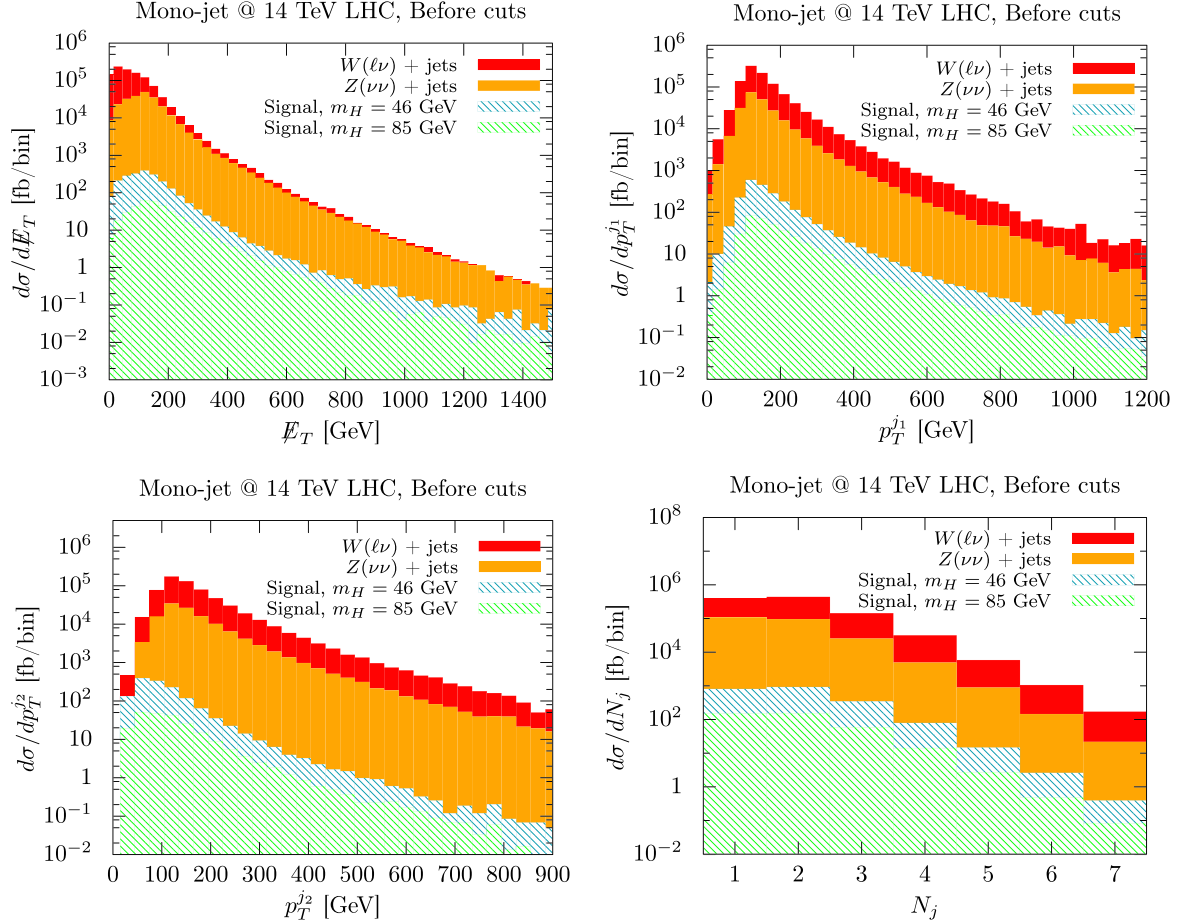 Mono-jet @ 14 TeV LHC, Before cuts
dσ/dE̸_T [fb/bin]
10^6
10^5
10^4
10^3
10^2
10
1
10^−1
10^−2
10^−3
W(ℓν) + jets
Z(νν) + jets
Signal, m_H = 46 GeV
Signal, m_H = 85 GeV
0 200 400 600 800 1000 1200 1400
E̸_T [GeV]
Mono-jet @ 14 TeV LHC, Before cuts
dσ/dp_T^{j_1} [fb/bin]
10^6
10^5
10^4
10^3
10^2
10
1
10^−1
10^−2
W(ℓν) + jets
Z(νν) + jets
Signal, m_H = 46 GeV
Signal, m_H = 85 GeV
0 200 400 600 800 1000 1200
p_T^{j_1} [GeV]
Mono-jet @ 14 TeV LHC, Before cuts
dσ/dp_T^{j_2} [fb/bin]
10^6
10^5
10^4
10^3
10^2
10
1
10^−1
10^−2
W(ℓν) + jets
Z(νν) + jets
Signal, m_H = 46 GeV
Signal, m_H = 85 GeV
0 100 200 300 400 500 600 700 800 900
p_T^{j_2} [GeV]
Mono-jet @ 14 TeV LHC, Before cuts
dσ/dN_j [fb/bin]
10^8
10^6
10^4
10^2
1
10^−2
W(ℓν) + jets
Z(νν) + jets
Signal, m_H = 46 GeV
Signal, m_H = 85 GeV
1 2 3 4 5 6 7
N_j